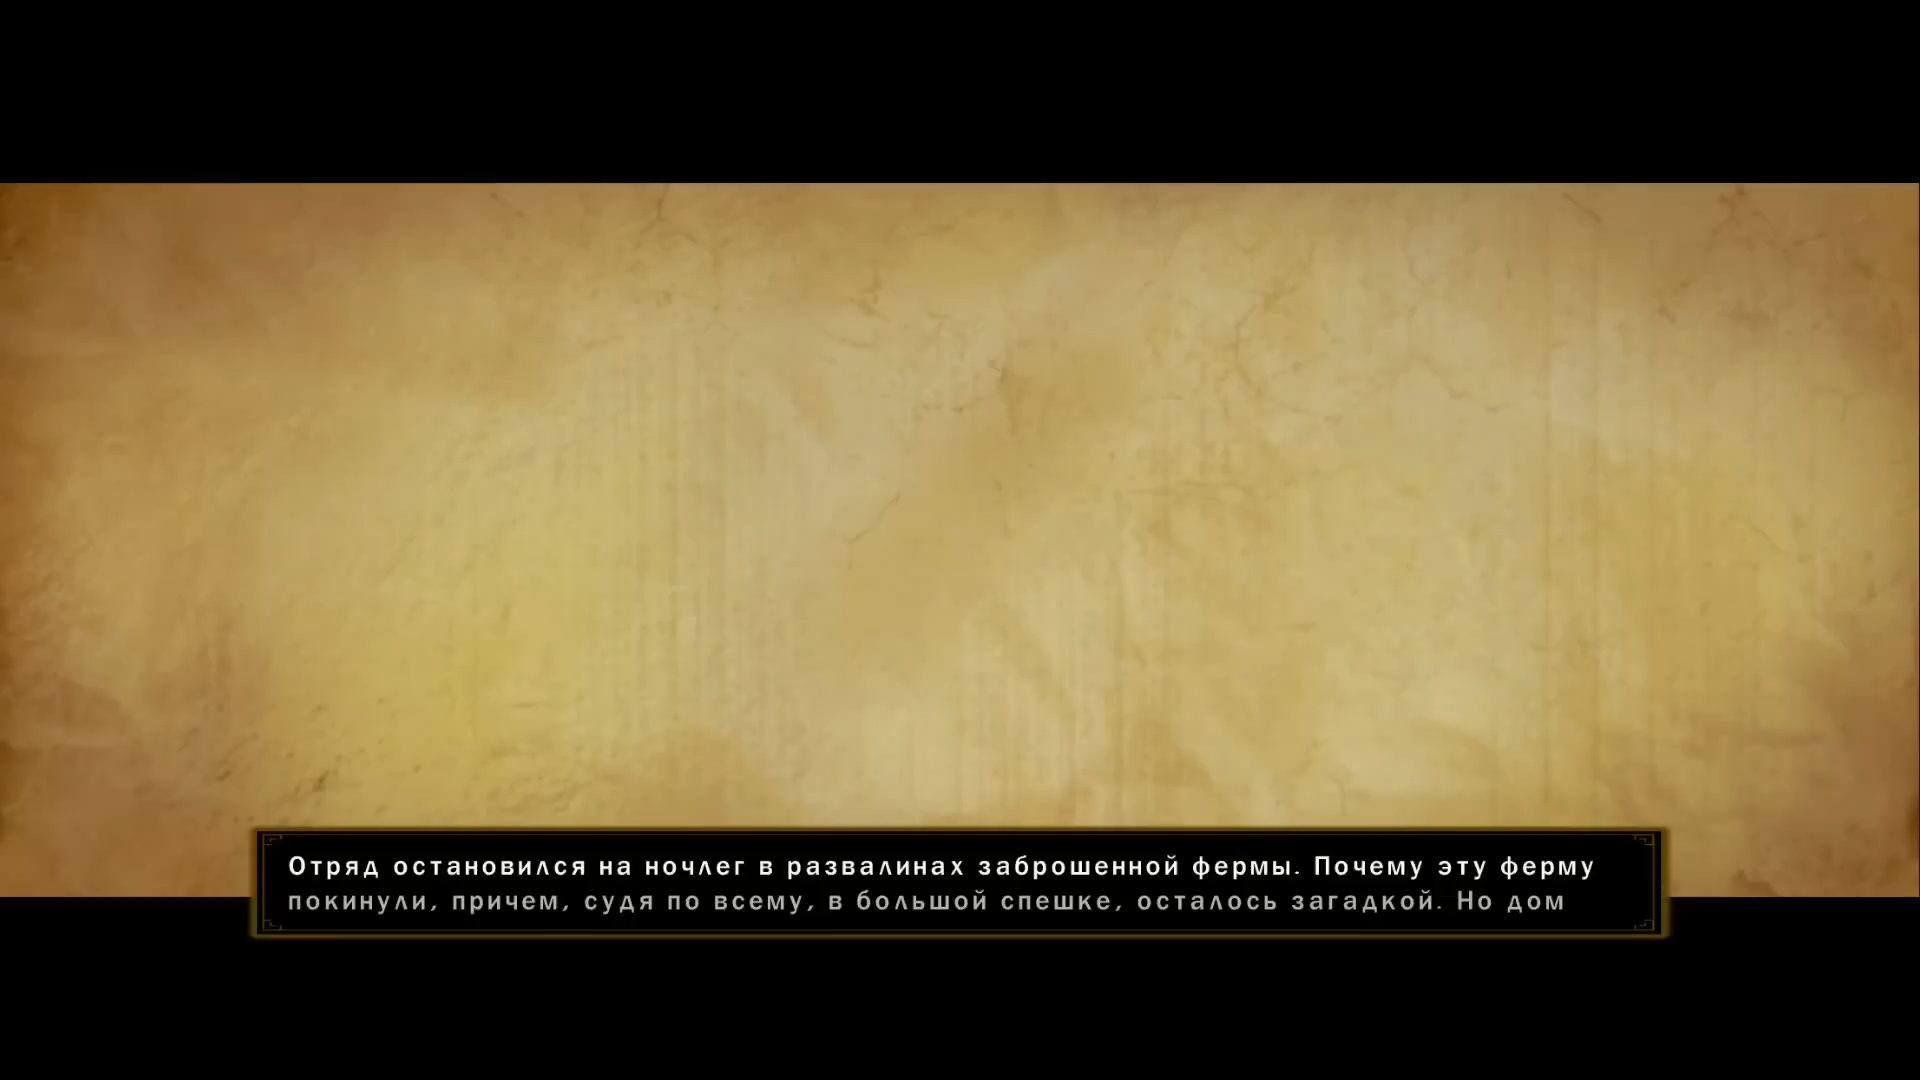 Отряд остановился на ночлег в развалинах заброшенной фермы. Почему эту ферму
покинули, причем, судя по всему, в большой спешке, осталось загадкой. Но дом